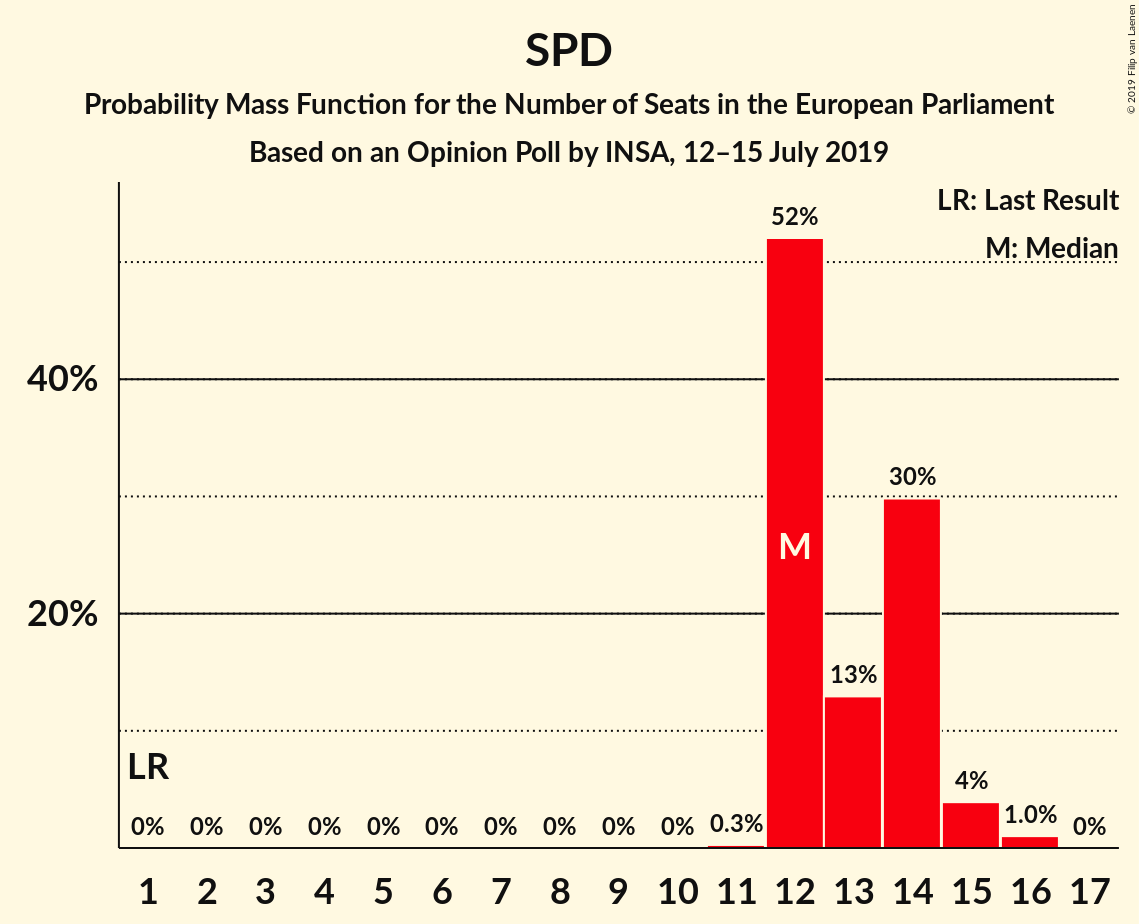 SPD
Probability Mass Function for the Number of Seats in the European Parliament
Based on an Opinion Poll by INSA, 12–15 July 2019
© 2019 Filip van Laenen
LR: Last Result
M: Median
52%
40%
30%
M
20%
13%
LR
4%
0% 0% 0% 0% 0% 0% 0% 0% 0% 0% 0.3% 1.0% 0%
1 2 3 4 5 6 7 8 9 10 11 12 13 14 15 16 17